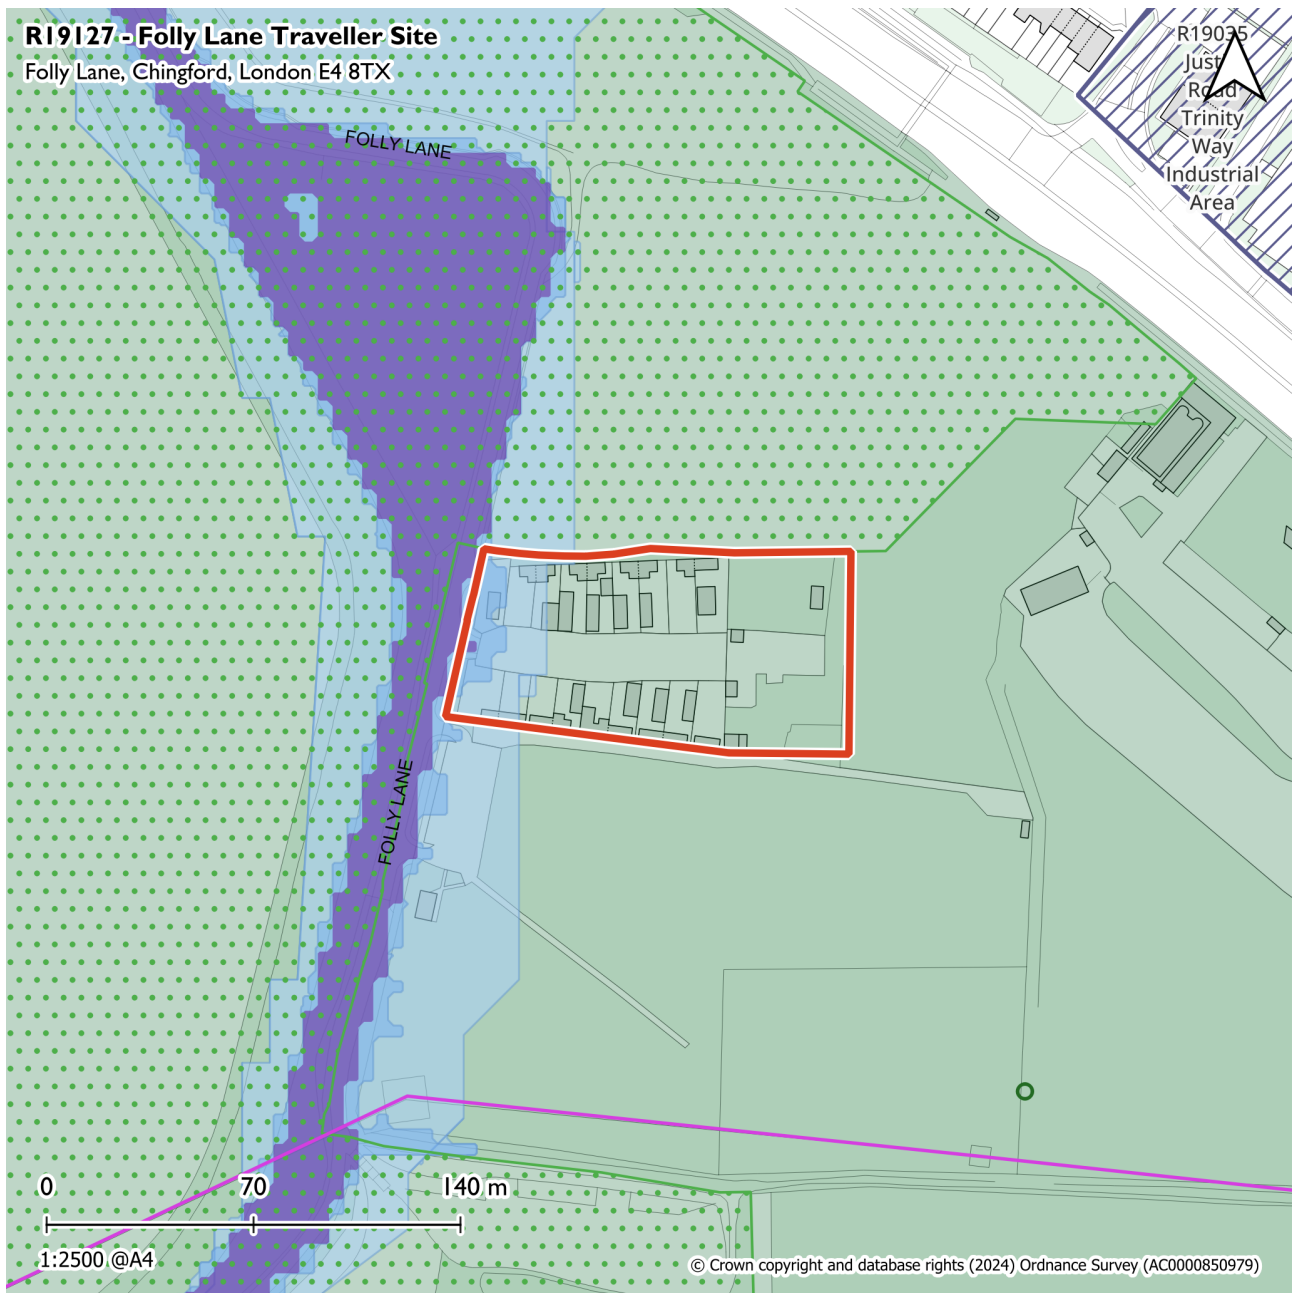 R19127 - Folly Lane Traveller Site
Folly Lane, Chingford, London E4 8TX
R19035
Just
Road
Trinity
Way
Industrial
Area
FOLLY LANE
FOLLY LANE
0 70 140 m
1:2500 @A4
© Crown copyright and database rights (2024) Ordnance Survey (AC0000850979)